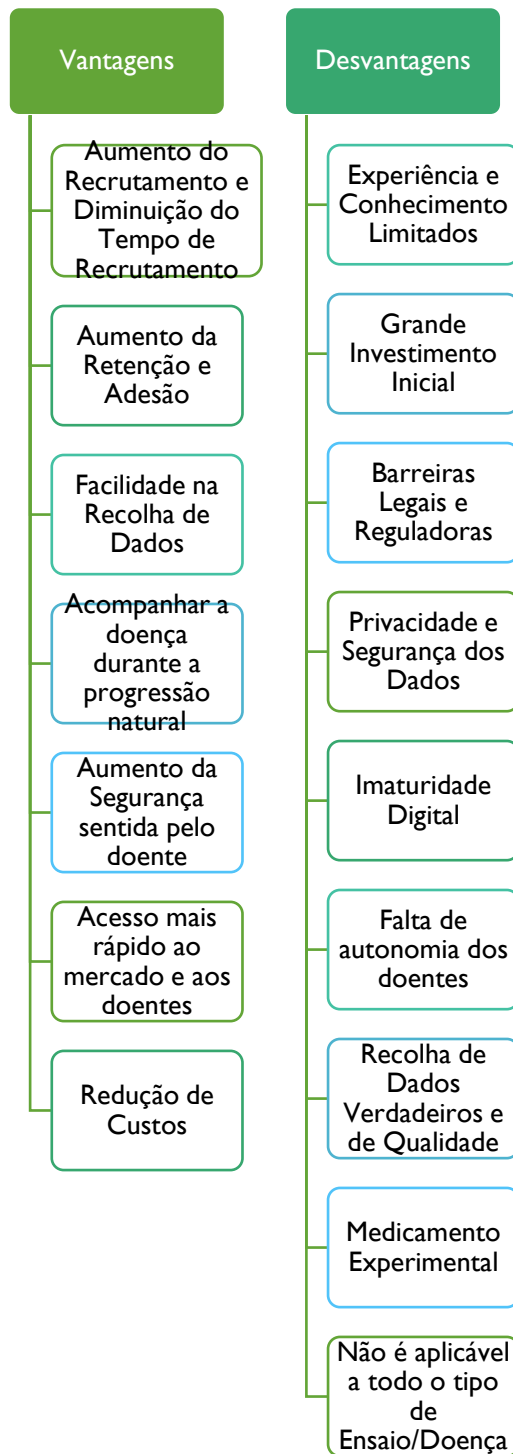 Vantagens
Aumento do
Recrutamento e
Diminuição do
Tempo de
Recrutamento
Aumento da
Retenção e
Adesão
Facilidade na
Recolha de
Dados
Acompanhar a
doença
durante a
progressão
natural
Aumento da
Segurança
sentida pelo
doente
Acesso mais
rápido ao
mercado e aos
doentes
Redução de
Custos
Desvantagens
Experiência e
Conhecimento
Limitados
Grande
Investimento
Inicial
Barreiras
Legais e
Reguladoras
Privacidade e
Segurança dos
Dados
Imaturidade
Digital
Falta de
autonomia dos
doentes
Recolha de
Dados
Verdadeiros e
de Qualidade
Medicamento
Experimental
Não é aplicável
a todo o tipo
de
Ensaio/Doença